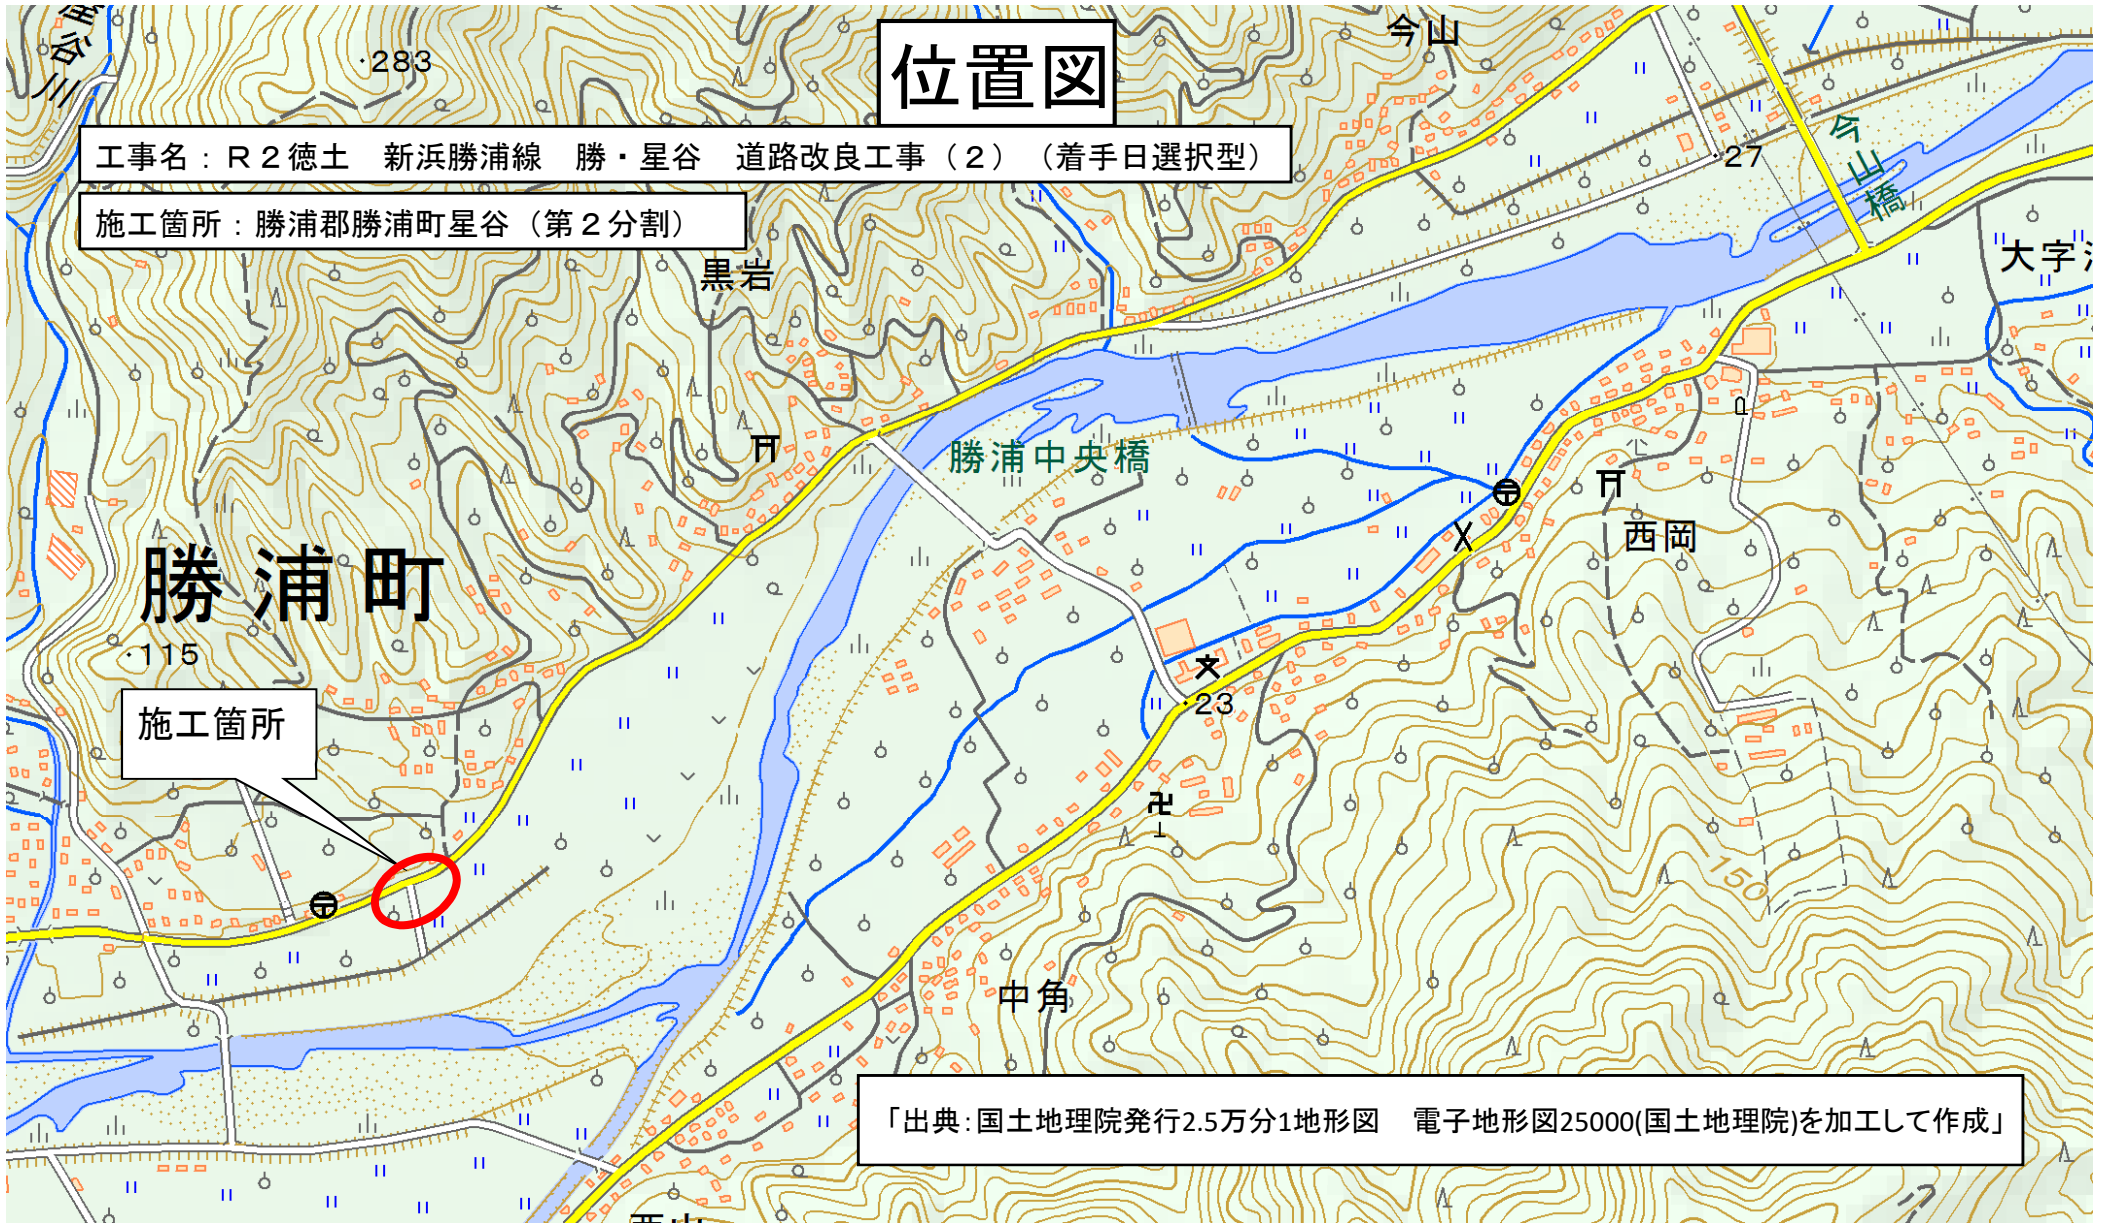 位置図
工事名：Ｒ２徳土　新浜勝浦線　勝・星谷　道路改良工事（２）（着手日選択型）
施工箇所：勝浦郡勝浦町星谷（第２分割）
谷川
283
今山
27
今山橋
大字
黒岩
勝浦中央橋
西岡
勝浦町
115
施工箇所
23
150
中角
「出典：国土地理院発行2.5万分1地形図　電子地形図25000(国土地理院)を加工して作成」